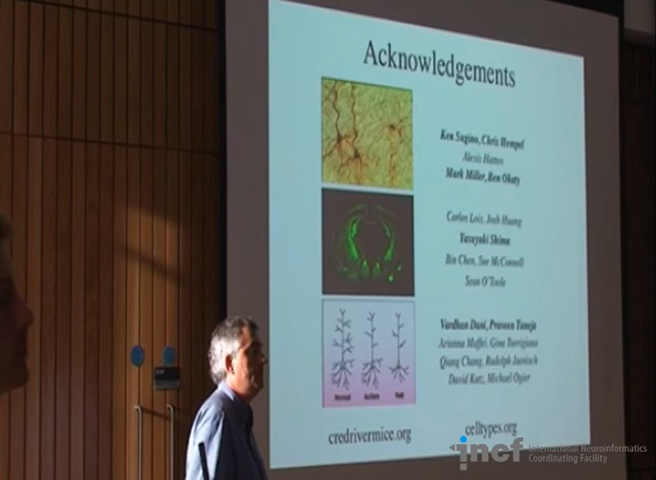 Acknowledgements
Ken Sugino, Chris Hempel
Alexis Hattox
Mark Miller, Ben Okaty
Carlos Lois, Josh Huang
Yasuyuki Shima
Bin Chen, Sue McConnell
Sean O'Toole
Vardhan Dani, Praveen Taneja
Arianna Maffei, Gina Turrigiano
Qiang Chang, Rudolph Jaenisch
David Katz, Michael Ogier
Normal Autism Rett
credrivermice.org
celltypes.org
incf International Neuroinformatics
Coordinating Facility